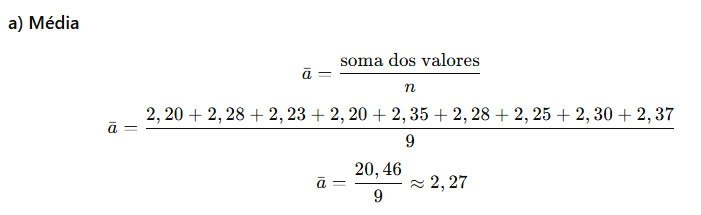 a) Média
ā = soma dos valores / n
ā = 2,20 + 2,28 + 2,23 + 2,20 + 2,35 + 2,28 + 2,25 + 2,30 + 2,37 / 9
ā = 20,46 / 9 ≈ 2,27